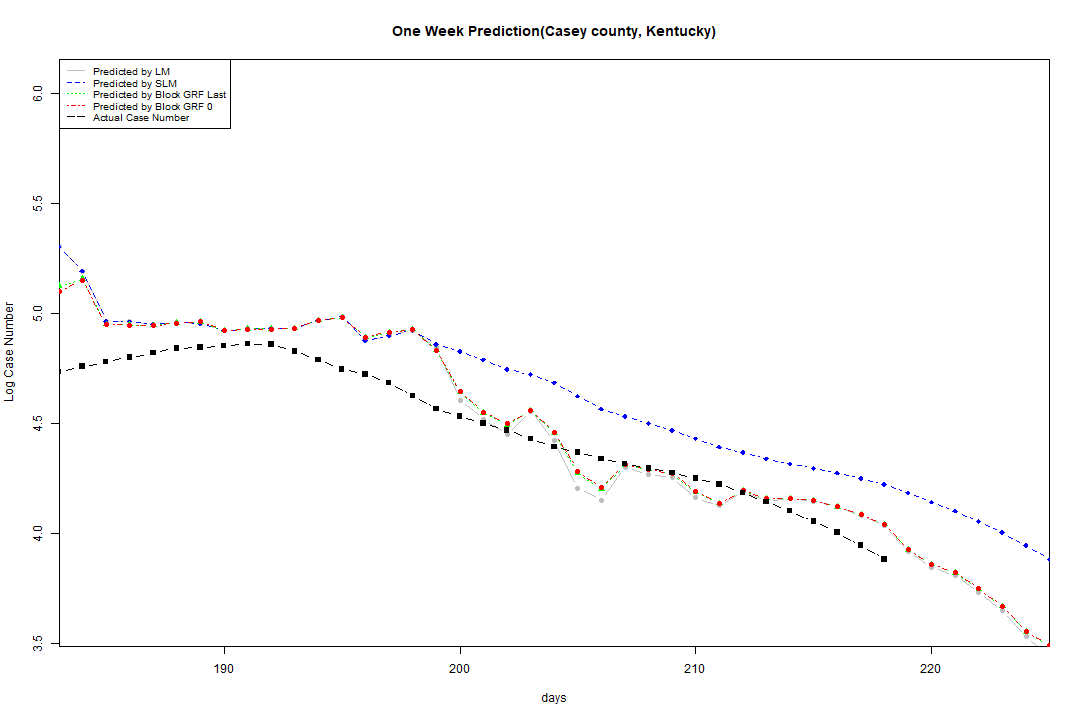 One Week Prediction(Casey county, Kentucky)
Predicted by LM
Predicted by SLM
Predicted by Block GRF Last
Predicted by Block GRF 0
Actual Case Number
6.0
5.5
5.0
4.5
4.0
3.5
Log Case Number
190
200
210
220
days